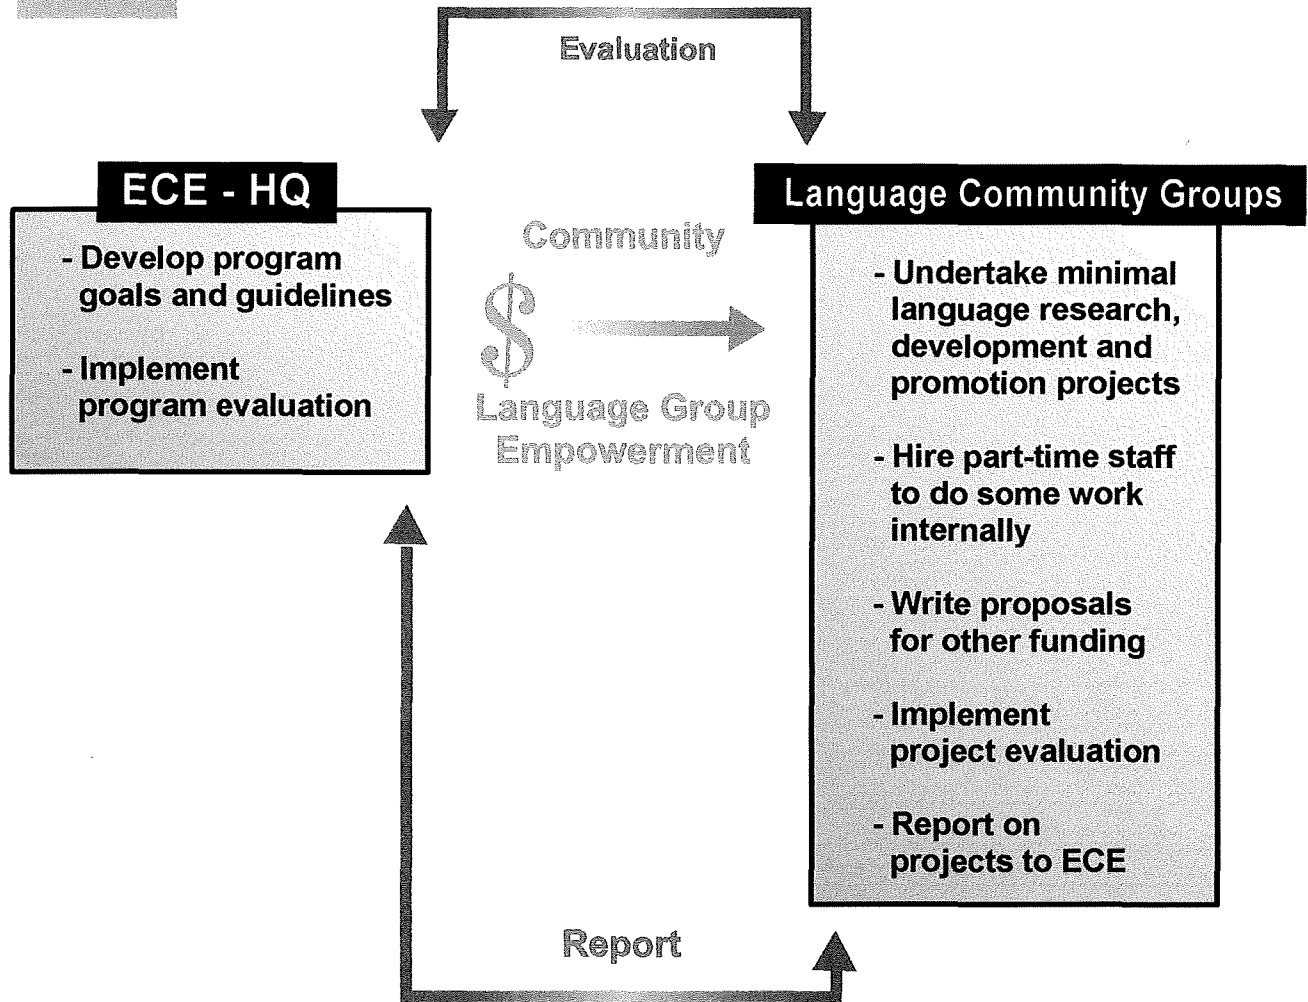 Evaluation
ECE - HQ
- Develop program
goals and guidelines
- Implement
program evaluation
Community
$
Language Group
Empowerment
Language Community Groups
- Undertake minimal
language research,
development and
promotion projects
- Hire part-time staff
to do some work
internally
- Write proposals
for other funding
- Implement
project evaluation
- Report on
projects to ECE
Report